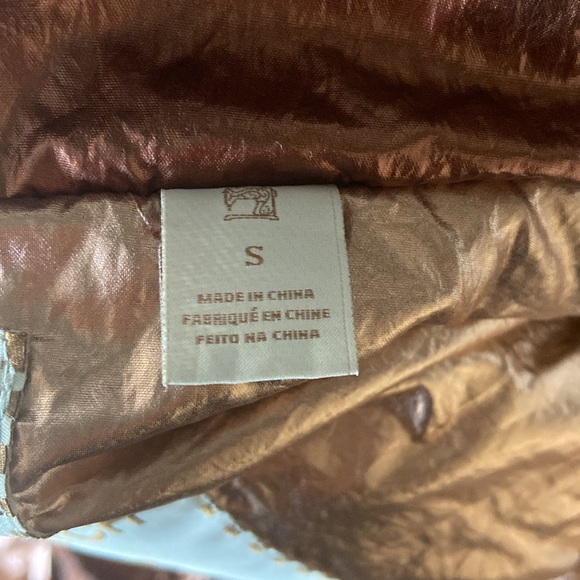 S
MADE IN CHINA
FABRIQUÉ EN CHINE
FEITO NA CHINA